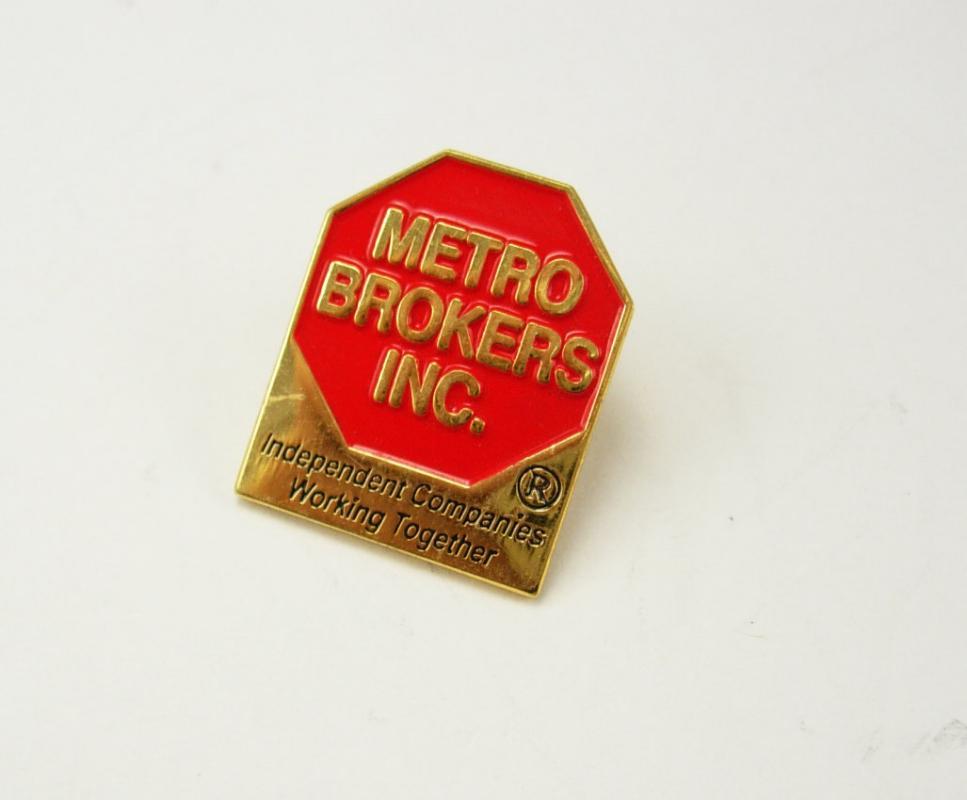 METRO
BROKERS
INC.
®
Independent Companies
Working Together